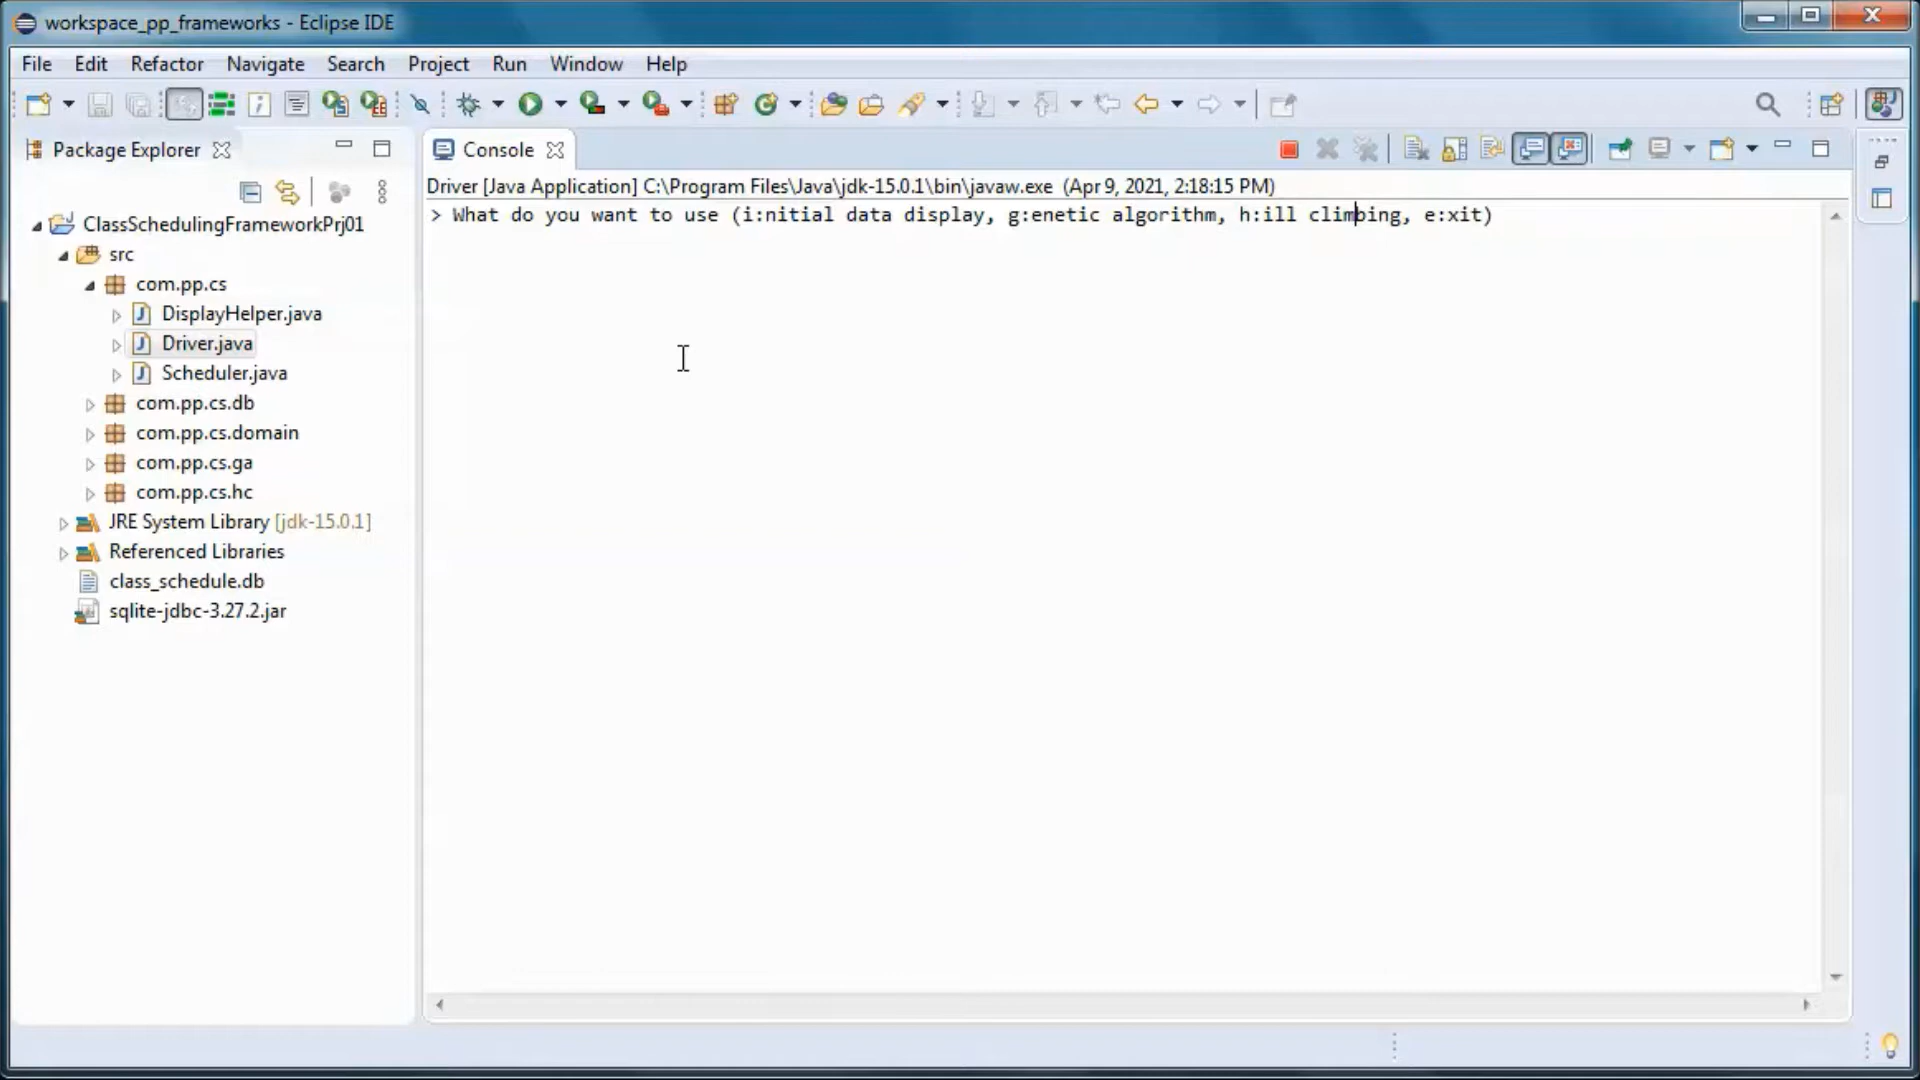 workspace_pp_frameworks - Eclipse IDE
File Edit Refactor Navigate Search Project Run Window Help
Package Explorer
Console
Driver [Java Application] C:\Program Files\Java\jdk-15.0.1\bin\javaw.exe (Apr 9, 2021, 2:18:15 PM)
> What do you want to use (i:nitial data display, g:enetic algorithm, h:ill climbing, e:xit)
ClassSchedulingFrameworkPrj01
src
com.pp.cs
DisplayHelper.java
Driver.java
Scheduler.java
com.pp.cs.db
com.pp.cs.domain
com.pp.cs.ga
com.pp.cs.hc
JRE System Library [jdk-15.0.1]
Referenced Libraries
class_schedule.db
sqlite-jdbc-3.27.2.jar